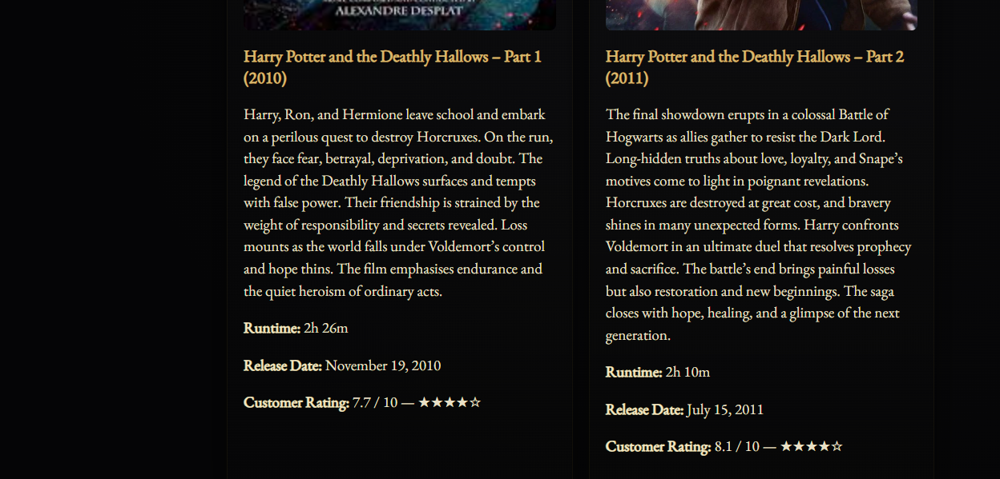 ALEXANDRE DESPLAT
Harry Potter and the Deathly Hallows – Part 1
(2010)
Harry, Ron, and Hermione leave school and embark
on a perilous quest to destroy Horcruxes. On the run,
they face fear, betrayal, deprivation, and doubt. The
legend of the Deathly Hallows surfaces and tempts
with false power. Their friendship is strained by the
weight of responsibility and secrets revealed. Loss
mounts as the world falls under Voldemort’s control
and hope thins. The film emphasises endurance and
the quiet heroism of ordinary acts.
Runtime: 2h 26m
Release Date: November 19, 2010
Customer Rating: 7.7 / 10 — ★★★★☆
Harry Potter and the Deathly Hallows – Part 2
(2011)
The final showdown erupts in a colossal Battle of
Hogwarts as allies gather to resist the Dark Lord.
Long-hidden truths about love, loyalty, and Snape’s
motives come to light in poignant revelations.
Horcruxes are destroyed at great cost, and bravery
shines in many unexpected forms. Harry confronts
Voldemort in an ultimate duel that resolves prophecy
and sacrifice. The battle’s end brings painful losses
but also restoration and new beginnings. The saga
closes with hope, healing, and a glimpse of the next
generation.
Runtime: 2h 10m
Release Date: July 15, 2011
Customer Rating: 8.1 / 10 — ★★★★☆